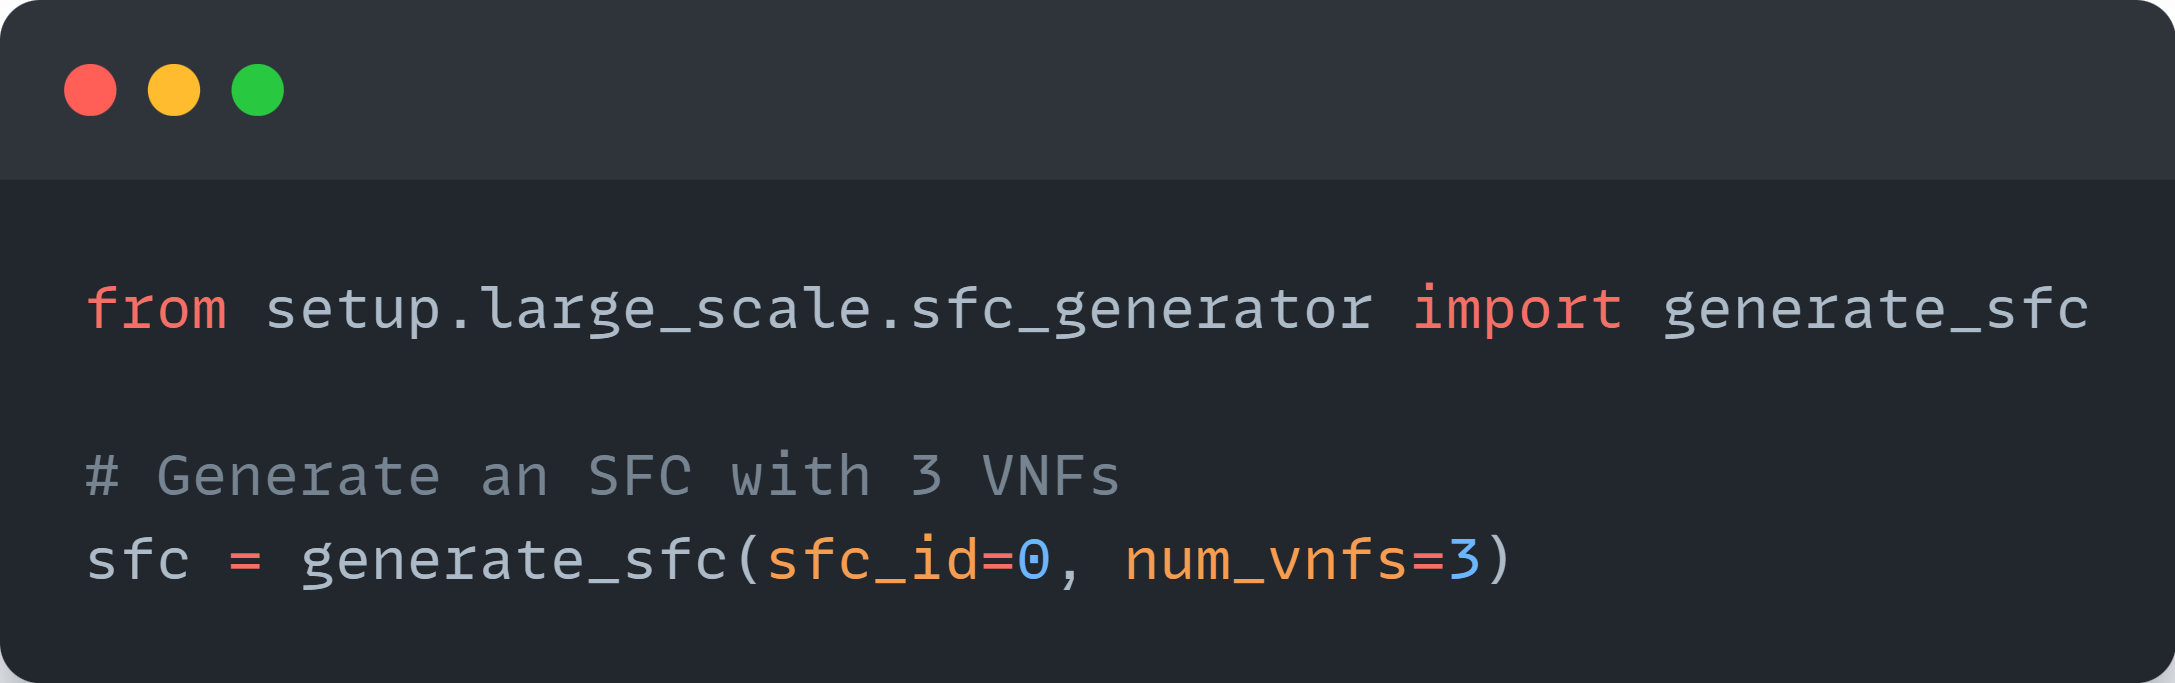 from setup.large_scale.sfc_generator import generate_sfc
# Generate an SFC with 3 VNFs
sfc = generate_sfc(sfc_id=0, num_vnfs=3)